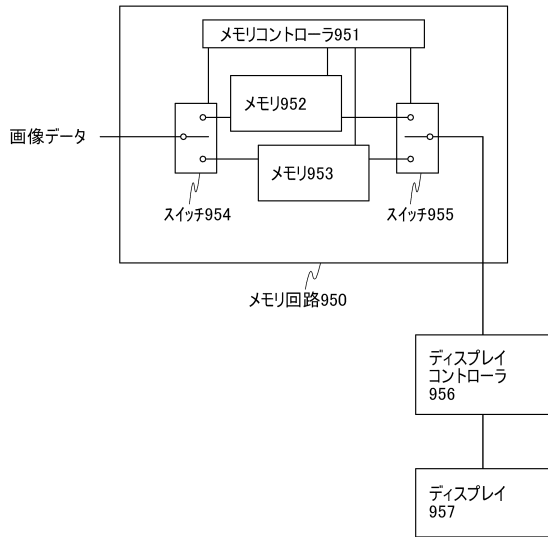 メモリコントローラ951
メモリ952
画像データ
メモリ953
スイッチ954
スイッチ955
メモリ回路950
ディスプレイ
コントローラ
956
ディスプレイ
957